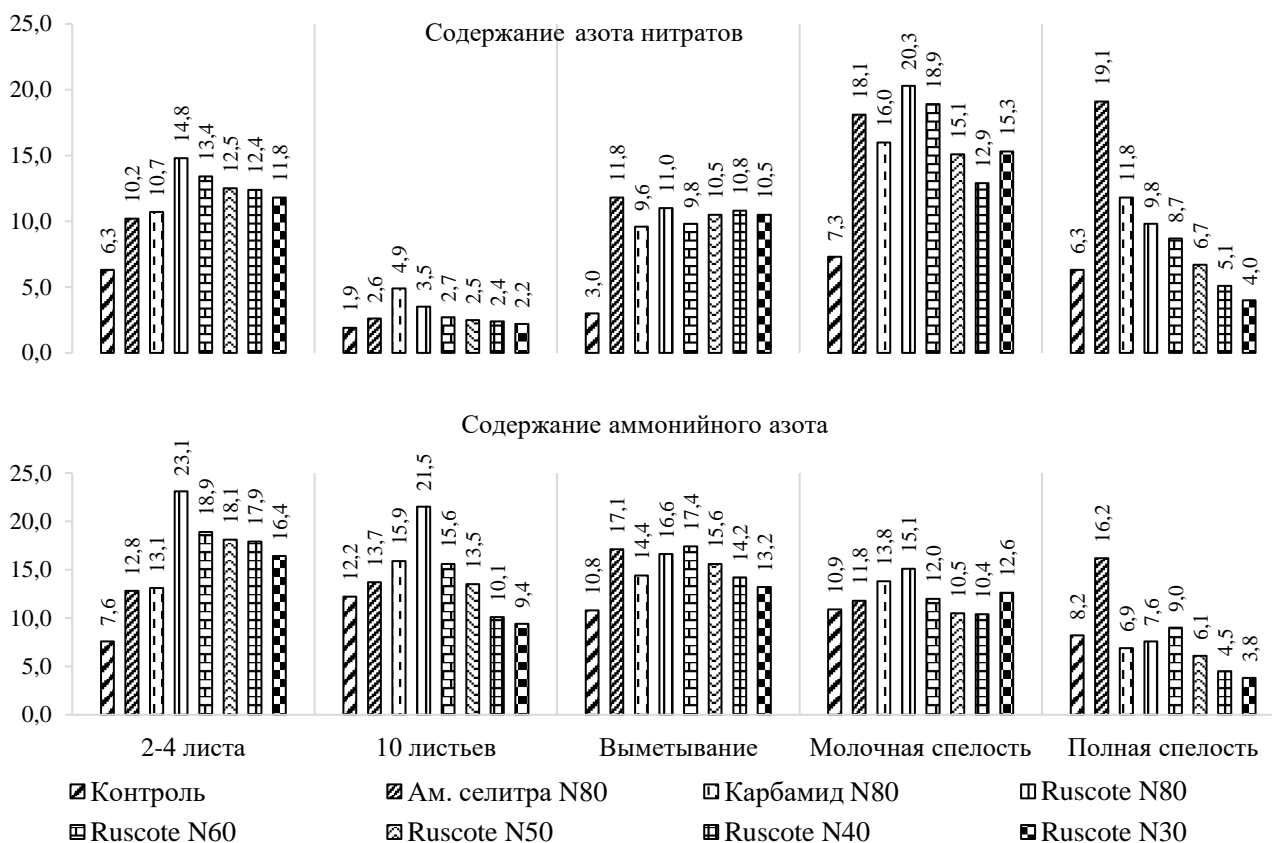 Содержание азота нитратов
25,0
20,0
15,0
10,0
5,0
0,0
6,3 10,2 10,7 14,8 13,4 12,5 12,4 11,8
1,9 2,6 4,9 3,5 2,7 2,5 2,4 2,2
3,0 11,8 9,6 11,0 9,8 10,5 10,8 10,5
7,3 18,1 16,0 20,3 18,9 15,1 12,9 15,3
6,3 19,1 11,8 9,8 8,7 6,7 5,1 4,0
Содержание аммонийного азота
25,0
20,0
15,0
10,0
5,0
0,0
7,6 12,8 13,1 23,1 18,9 18,1 17,9 16,4
12,2 13,7 15,9 21,5 15,6 13,5 10,1 9,4
10,8 17,1 14,4 16,6 17,4 15,6 14,2 13,2
10,9 11,8 13,8 15,1 12,0 10,5 10,4 12,6
8,2 16,2 6,9 7,6 9,0 6,1 4,5 3,8
2-4 листа 10 листьев Выметывание Молочная спелость Полная спелость
Контроль Ам. селитра N80 Карбамид N80 Ruscote N80
Ruscote N60 Ruscote N50 Ruscote N40 Ruscote N30